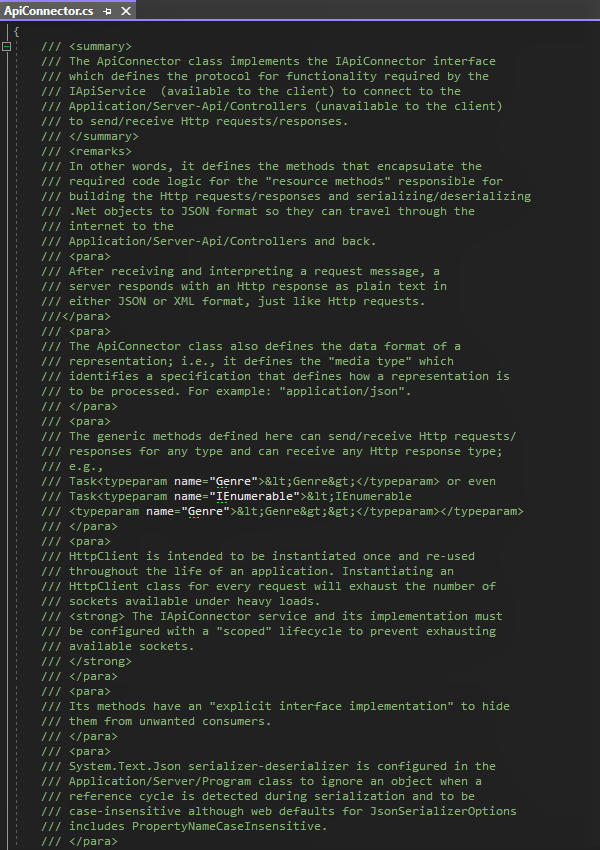 ApiConnector.cs
{
/// <summary>
/// The ApiConnector class implements the IApiConnector interface
/// which defines the protocol for functionality required by the
/// IApiService  (available to the client) to connect to the
/// Application/Server-Api/Controllers (unavailable to the client)
/// to send/receive Http requests/responses.
/// </summary>
/// <remarks>
/// In other words, it defines the methods that encapsulate the
/// required code logic for the "resource methods" responsible for
/// building the Http requests/responses and serializing/deserializing
/// .Net objects to JSON format so they can travel through the
/// internet to the
/// Application/Server-Api/Controllers and back.
/// <para>
/// After receiving and interpreting a request message, a
/// server responds with an Http response as plain text in
/// either JSON or XML format, just like Http requests.
///</para>
/// <para>
/// The ApiConnector class also defines the data format of a
/// representation; i.e., it defines the "media type" which
/// identifies a specification that defines how a representation is
/// to be processed. For example: "application/json".
/// </para>
/// <para>
/// The generic methods defined here can send/receive Http requests/
/// responses for any type and can receive any Http response type;
/// e.g.,
/// Task<typeparam name="Genre">&lt;Genre&gt;</typeparam> or even
/// Task<typeparam name="IEnumerable">&lt;IEnumerable
/// <typeparam name="Genre">&lt;Genre&gt;&gt;</typeparam></typeparam>
/// </para>
/// <para>
/// HttpClient is intended to be instantiated once and re-used
/// throughout the life of an application. Instantiating an
/// HttpClient class for every request will exhaust the number of
/// sockets available under heavy loads.
/// <strong> The IApiConnector service and its implementation must
/// be configured with a "scoped" lifecycle to prevent exhausting
/// available sockets.
/// </strong>
/// </para>
/// <para>
/// Its methods have an "explicit interface implementation" to hide
/// them from unwanted consumers.
/// </para>
/// <para>
/// System.Text.Json serializer-deserializer is configured in the
/// Application/Server/Program class to ignore an object when a
/// reference cycle is detected during serialization and to be
/// case-insensitive although web defaults for JsonSerializerOptions
/// includes PropertyNameCaseInsensitive.
/// </para>